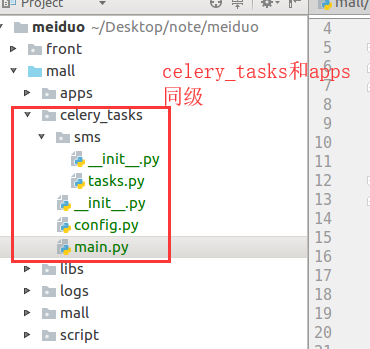 Project
mall/
meiduo ~/Desktop/note/meiduo
front
mall
apps
celery_tasks和apps
同级
celery_tasks
sms
__init__.py
tasks.py
__init__.py
config.py
main.py
libs
logs
mall
script
4
5
6
7
8
9
10
11
12
13
14
15
16
17
18
19
20